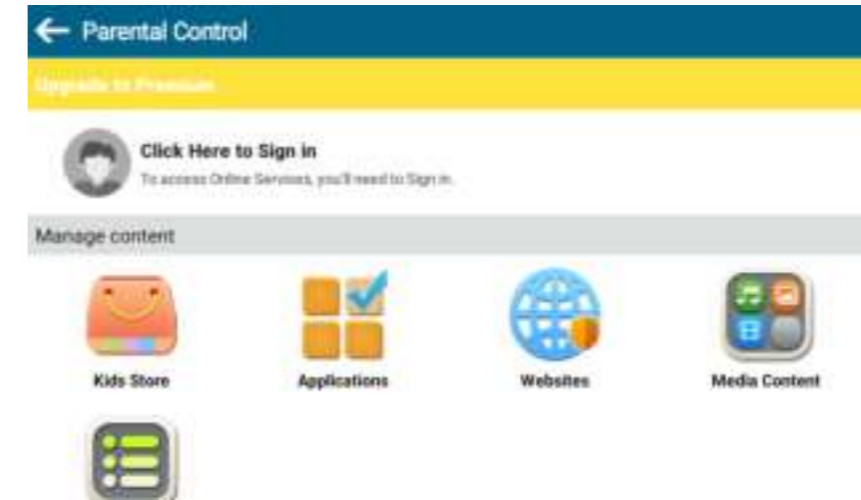 Parental Control
Upgrade to Premium
Click Here to Sign in
To access Online Services, you'll need to Sign in.
Manage content
Kids Store
Applications
Websites
Media Content